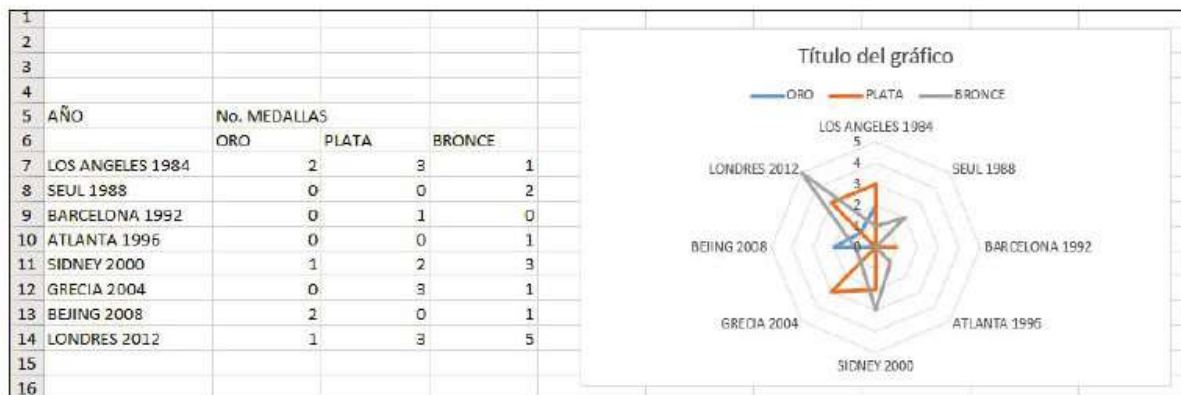 1
2
3
4
5 AÑO No. MEDALLAS
6 ORO PLATA BRONCE
7 LOS ANGELES 1984 2 3 1
8 SEUL 1988 0 0 2
9 BARCELONA 1992 0 1 0
10 ATLANTA 1996 0 0 1
11 SIDNEY 2000 1 2 3
12 GRECIA 2004 0 3 1
13 BEJING 2008 2 0 1
14 LONDRES 2012 1 3 5
15
16
Título del gráfico
ORO PLATA BRONCE
LOS ANGELES 1984
5
4
LONDRES 2012 SEUL 1988
3
2
1
BEJING 2008 0 BARCELONA 1992
GRECIA 2004 ATLANTA 1996
SIDNEY 2000